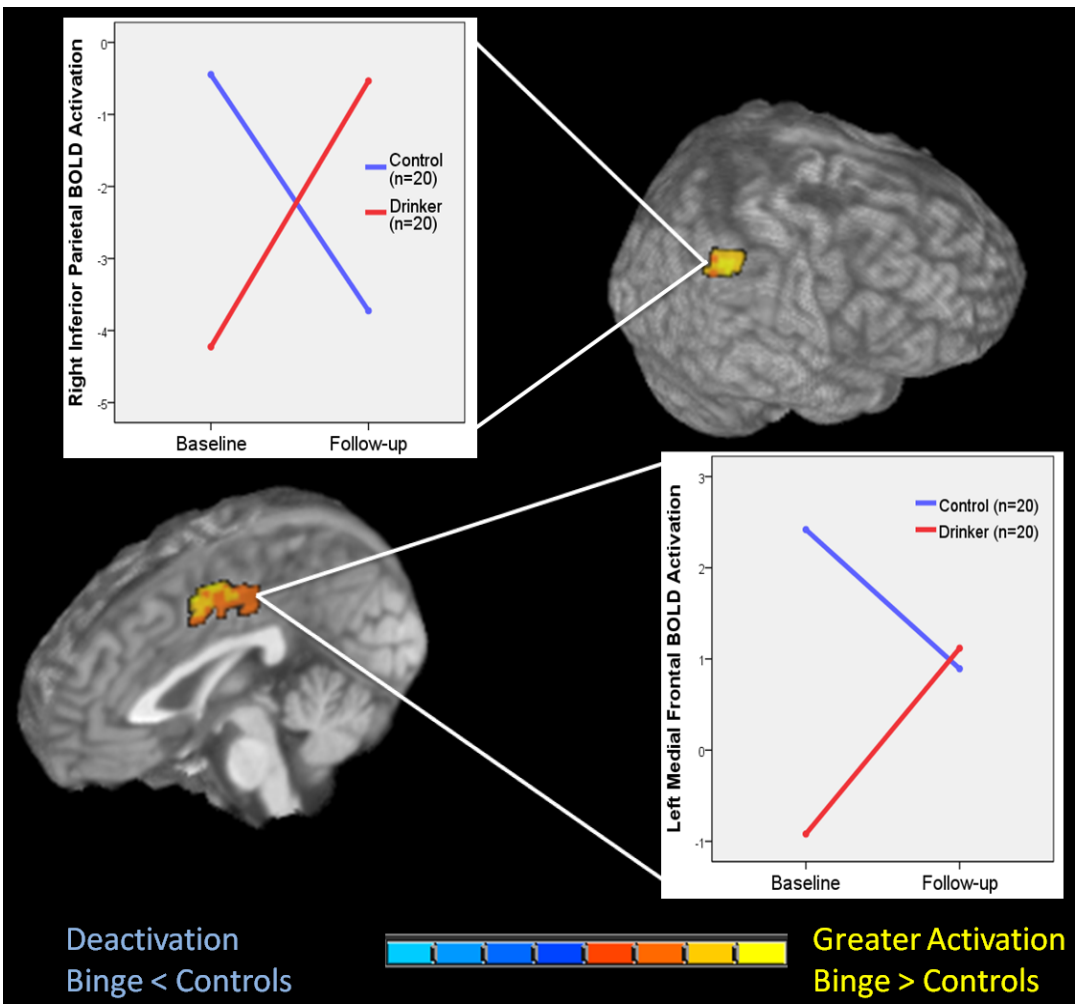 Right Inferior Parietal BOLD Activation
0
-1
-2
-3
-4
-5
Control
(n=20)
Drinker
(n=20)
Baseline Follow-up
Left Medial Frontal BOLD Activation
3
2
1
0
-1
Control (n=20)
Drinker (n=20)
Baseline Follow-up
Deactivation
Binge < Controls
Greater Activation
Binge > Controls